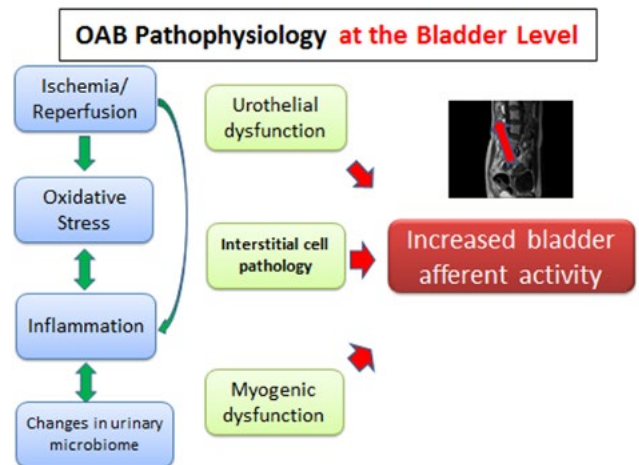 OAB Pathophysiology at the Bladder Level
Ischemia/
Reperfusion
Oxidative
Stress
Inflammation
Changes in urinary
microbiome
Urothelial
dysfunction
Interstitial cell
pathology
Myogenic
dysfunction
Increased bladder
afferent activity